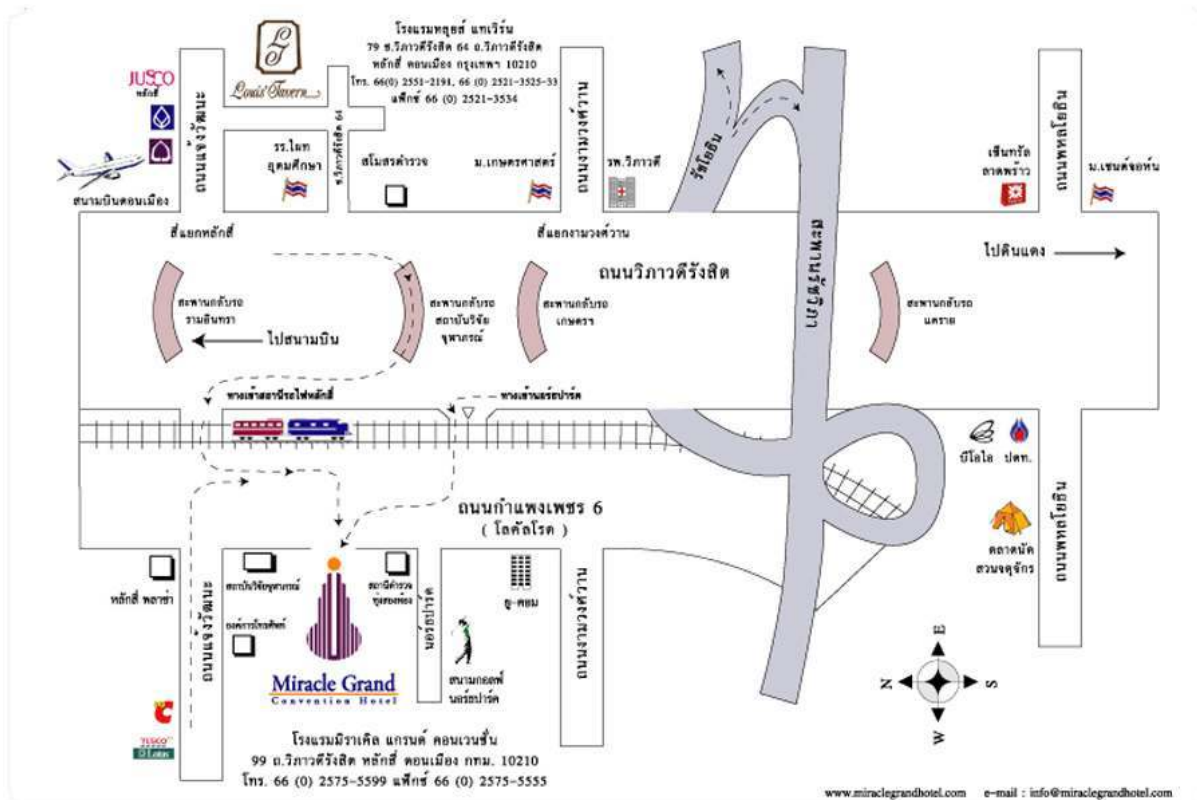 โรงแรมหลุยส์ แทเวิร์น
79 ซ.วิภาวดีรังสิต 64 ถ.วิภาวดีรังสิต
หลักสี่ ดอนเมือง กรุงเทพฯ 10210
โทร. 66(0) 2551-2191, 66 (0) 2521-3525-33
แฟ็กซ์ 66 (0) 2521-3534
Louis' Tavern
JUSCO
หลักสี่
สนามบินดอนเมือง
ถนนแจ้งวัฒนะ
รร.ไผท
อุดมศึกษา
ซ.วิภาวดีรังสิต 64
สโมสรตำรวจ
ม.เกษตรศาสตร์
ถนนงามวงศ์วาน
รพ.วิภาวดี
รัชโยธิน
เซ็นทรัล
ลาดพร้าว
ถนนพหลโยธิน
ม.เซนต์จอห์น
สี่แยกหลักสี่
สี่แยกงามวงศ์วาน
ถนนวิภาวดีรังสิต
สะพานรัชวิภา
ไปดินแดง
สะพานกลับรถ
รามอินทรา
สะพานกลับรถ
สถาบันวิจัย
จุฬาภรณ์
สะพานกลับรถ
เกษตรฯ
สะพานกลับรถ
แคราย
ไปสนามบิน
ทางเข้าสถานีรถไฟหลักสี่
ทางเข้านอร์ธปาร์ค
บีโอไอ
ปตท.
ถนนกำแพงเพชร 6
( โลคัลโรด )
ตลาดนัด
สวนจตุจักร
ถนนพหลโยธิน
หลักสี่ พลาซ่า
ถนนแจ้งวัฒนะ
สถาบันวิจัยจุฬาภรณ์
องค์การโทรศัพท์
สถานีตำรวจ
ทุ่งสองห้อง
นอร์ธปาร์ค
ยู-คอม
ถนนงามวงศ์วาน
สนามกอล์ฟ
นอร์ธปาร์ค
Miracle Grand
Convention Hotel
TESCO
Lotus
E
N
S
W
โรงแรมมิราเคิล แกรนด์ คอนเวนชั่น
99 ถ.วิภาวดีรังสิต หลักสี่ ดอนเมือง กทม. 10210
โทร. 66 (0) 2575-5599 แฟ็กซ์ 66 (0) 2575-5555
www.miraclegrandhotel.com e-mail : info@miraclegrandhotel.com